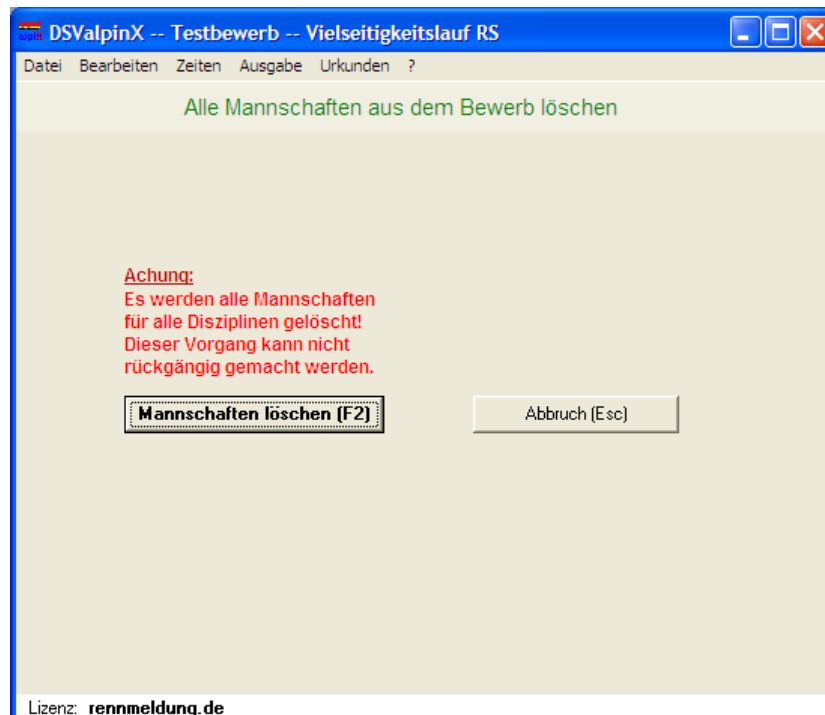 DSValpinX -- Testbewerb -- Vielseitigkeitslauf RS
Datei Bearbeiten Zeiten Ausgabe Urkunden ?
Alle Mannschaften aus dem Bewerb löschen
Achung:
Es werden alle Mannschaften
für alle Disziplinen gelöscht!
Dieser Vorgang kann nicht
rückgängig gemacht werden.
Mannschaften löschen (F2) Abbruch (Esc)
Lizenz: rennmeldung.de